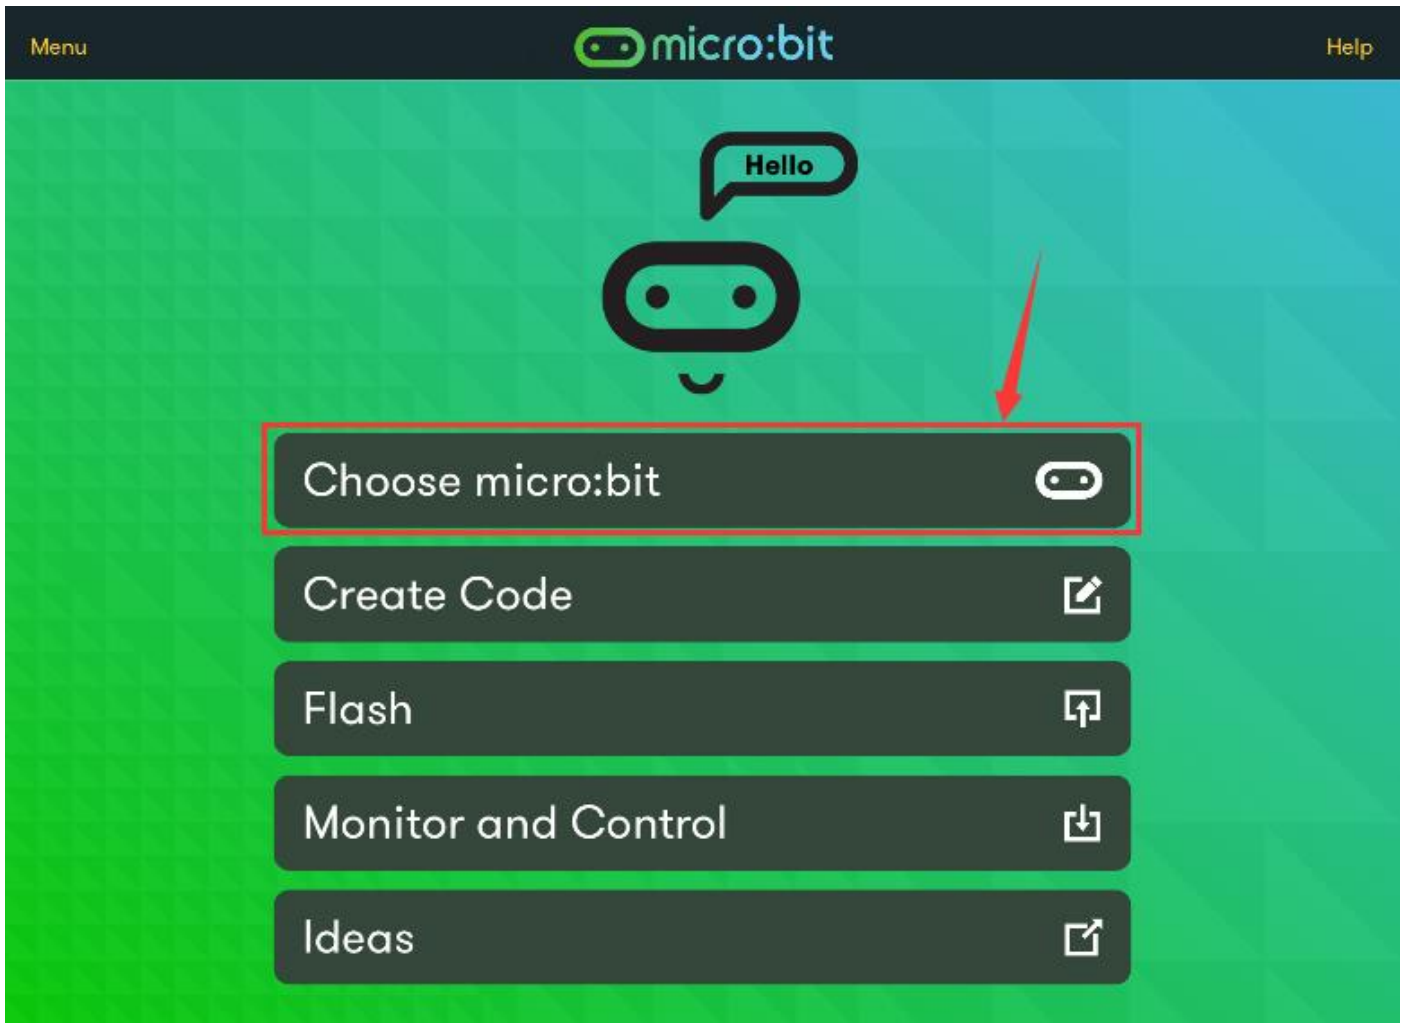 Menu
micro:bit
Help
Hello
Choose micro:bit
Create Code
Flash
Monitor and Control
Ideas